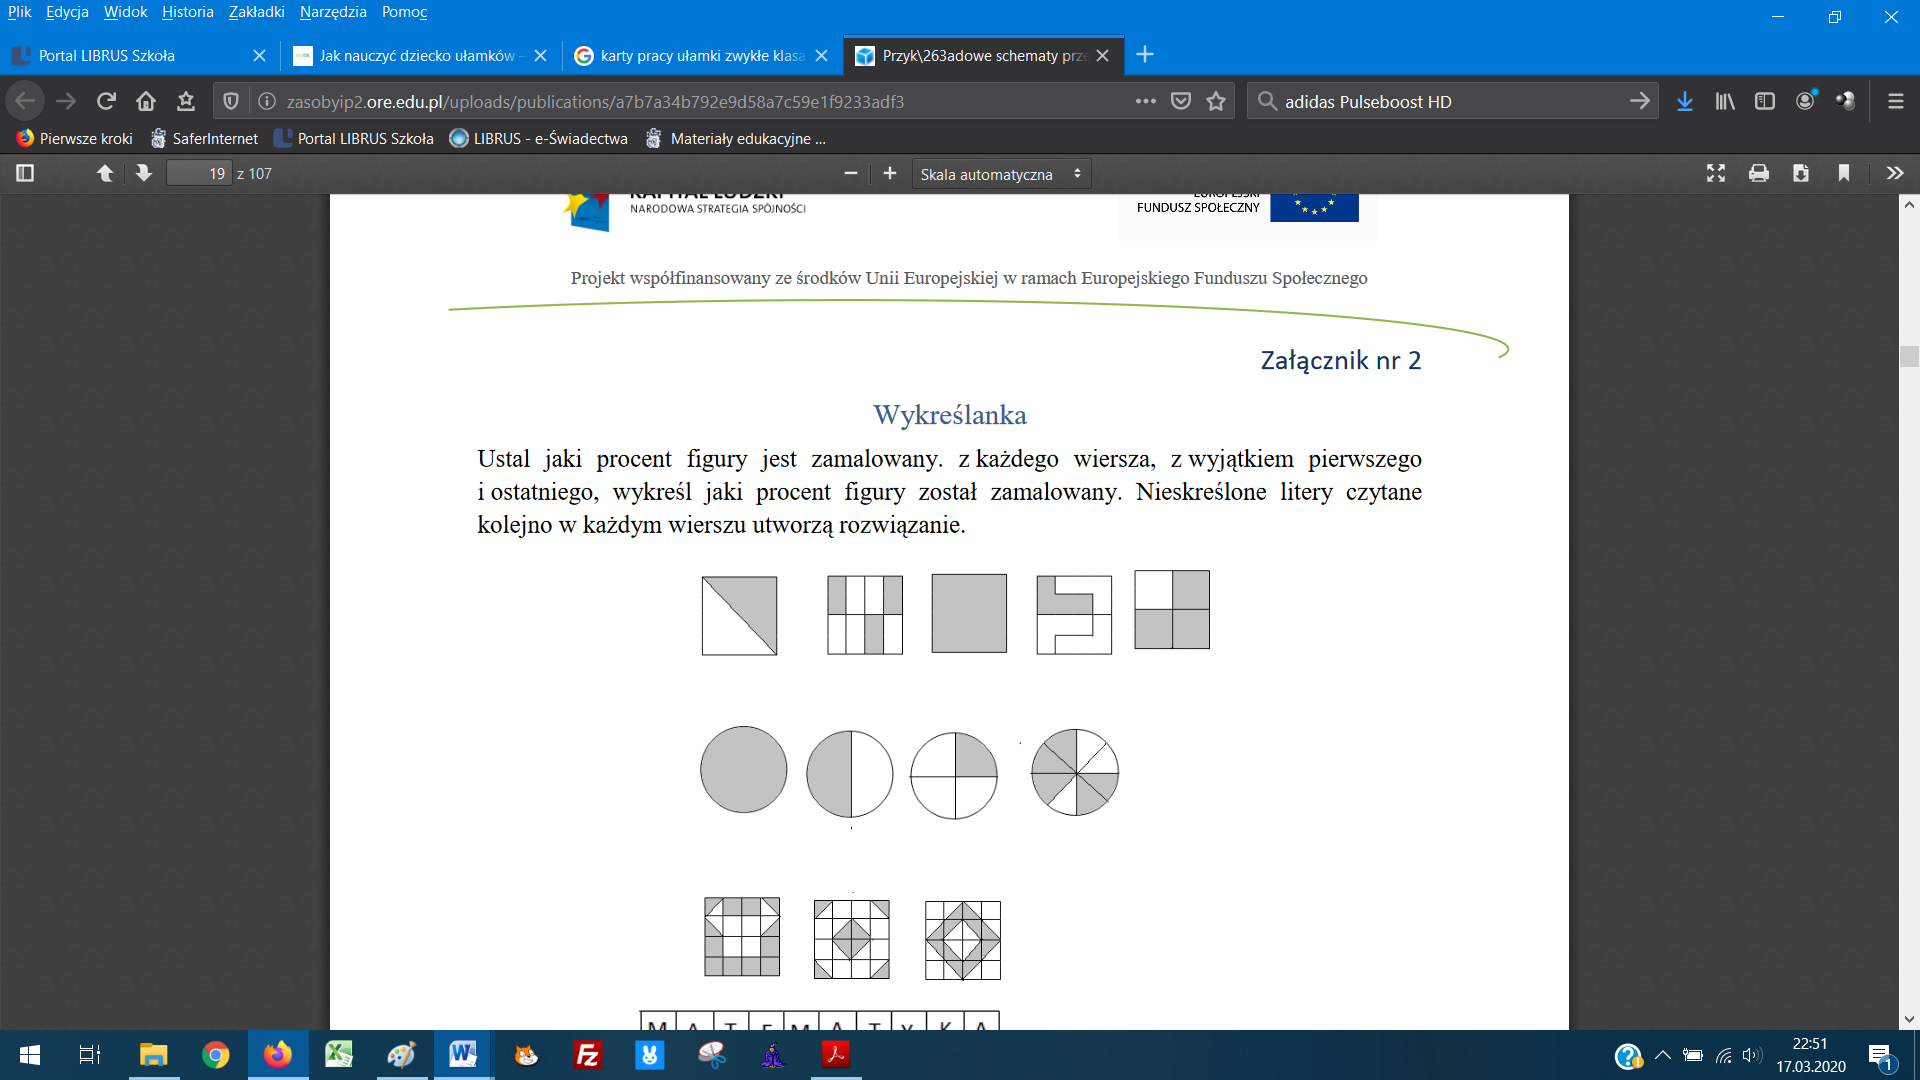 Plik Edycja Widok Historia Zakładki Narzędzia Pomoc
Portal LIBRUS Szkoła
Jak nauczyć dziecko ułamków -
karty pracy ułamki zwykłe klasa
Przyk\263adowe schematy prze
zasobyip2.ore.edu.pl/uploads/publications/a7b7a34b792e9d58a7c59e1f9233adf3
adidas Pulseboost HD
Pierwsze kroki SaferInternet Portal LIBRUS Szkoła LIBRUS - e-Świadectwa Materiały edukacyjne ...
19 z 107
Skala automatyczna
KAPITAŁ LUDZKI
NARODOWA STRATEGIA SPÓJNOŚCI
EUROPEJSKI
FUNDUSZ SPOŁECZNY
Projekt współfinansowany ze środków Unii Europejskiej w ramach Europejskiego Funduszu Społecznego
Załącznik nr 2
Wykreślanka
Ustal jaki procent figury jest zamalowany. z każdego wiersza, z wyjątkiem pierwszego
i ostatniego, wykreśl jaki procent figury został zamalowany. Nieskreślone litery czytane
kolejno w każdym wierszu utworzą rozwiązanie.
M A T E M A T Y K A
22:51
17.03.2020
1